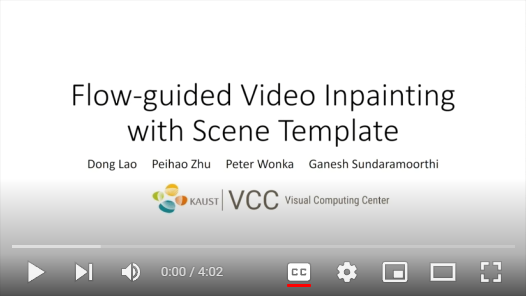 Flow-guided Video Inpainting
with Scene Template
Dong Lao Peihao Zhu Peter Wonka Ganesh Sundaramoorthi
KAUST VCC Visual Computing Center
0:00 / 4:02 CC